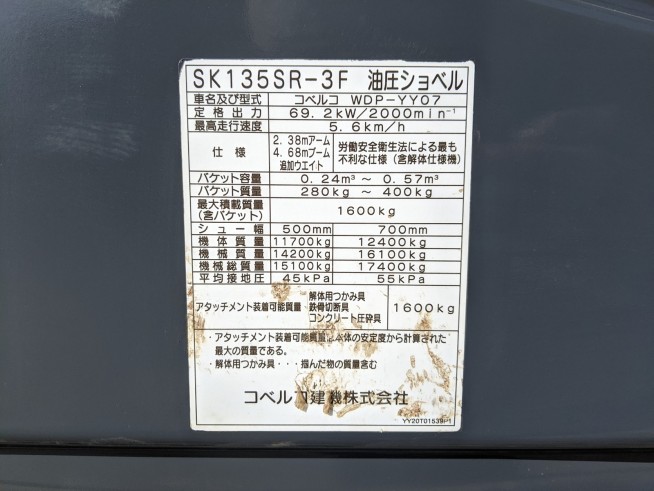 SK135SR-3F 油圧ショベル
車名及び型式 コベルコ WDP-YY07
定格出力 69.2kW/2000min⁻¹
最高走行速度 5.6km/h
仕様 2.38mアーム 4.68mブーム 追加ウエイト 労働安全衛生法による最も不利な仕様(含解体仕様機)
バケット容量 0.24m³ ～ 0.57m³
バケット質量 280kg ～ 400kg
最大積載質量(含バケット) 1600kg
シュー幅 500mm 700mm
機体質量 11700kg 12400kg
機械質量 14200kg 16100kg
機械総質量 15100kg 17400kg
平均接地圧 45kPa 55kPa
アタッチメント装着可能質量 解体用つかみ具 鉄骨切断具 コンクリート圧砕具 1600kg
・アタッチメント装着可能質量は本体の安定度から計算された
最大の質量である。
・解体用つかみ具・・・掴んだ物の質量含む
コベルコ建機株式会社
YY20T01539P1